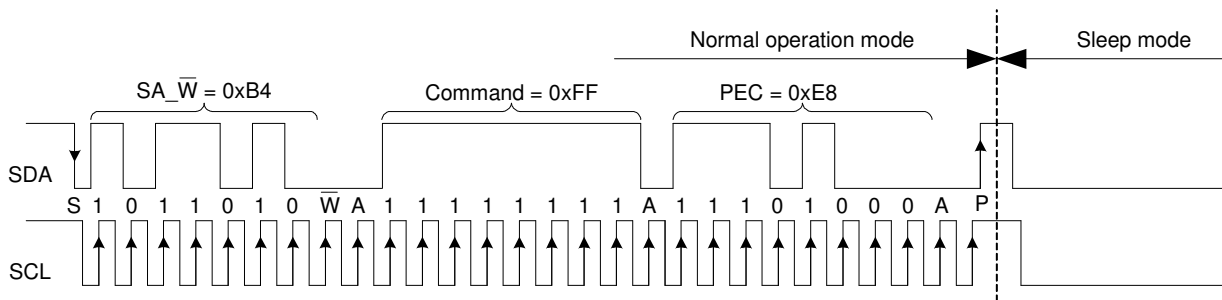 Normal operation mode Sleep mode
SA_W̅ = 0xB4 Command = 0xFF PEC = 0xE8
SDA
S 1 0 1 1 0 1 0 W̅ A 1 1 1 1 1 1 1 1 A 1 1 1 0 1 0 0 0 A P
SCL